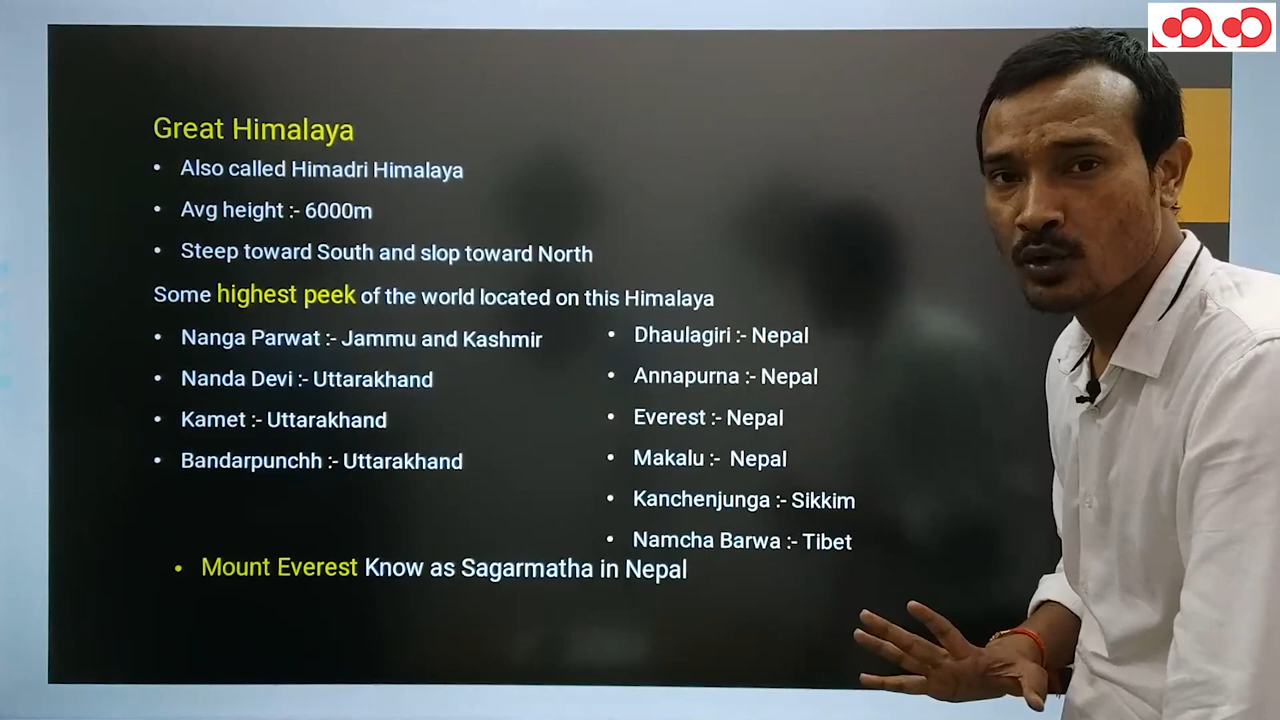 Great Himalaya
• Also called Himadri Himalaya
• Avg height :- 6000m
• Steep toward South and slop toward North
Some highest peek of the world located on this Himalaya
• Nanga Parwat :- Jammu and Kashmir
• Nanda Devi :- Uttarakhand
• Kamet :- Uttarakhand
• Bandarpunchh :- Uttarakhand
• Dhaulagiri :- Nepal
• Annapurna :- Nepal
• Everest :- Nepal
• Makalu :- Nepal
• Kanchenjunga :- Sikkim
• Namcha Barwa :- Tibet
• Mount Everest Know as Sagarmatha in Nepal